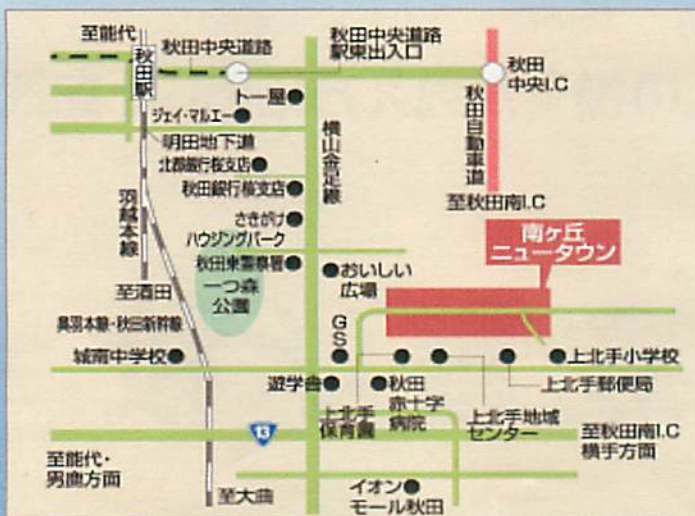 至能代
秋田駅
秋田中央道路
秋田中央道路
駅東出入口
秋田
中央I.C
トー屋
ジェイ・マルエー
明田地下道
北都銀行桜支店
秋田銀行桜支店
横山金足線
秋田自動車道
至秋田南I.C
羽越本線
さきがけ
ハウジングパーク
秋田東警察署
一つ森
公園
おいしい
広場
南ヶ丘
ニュータウン
至酒田
奥羽本線・秋田新幹線
城南中学校
GS
上北手小学校
遊学舎
上北手
保育園
秋田
赤十字
病院
上北手地域
センター
上北手郵便局
13
至秋田南I.C
横手方面
至能代・
男鹿方面
至大曲
イオン
モール秋田